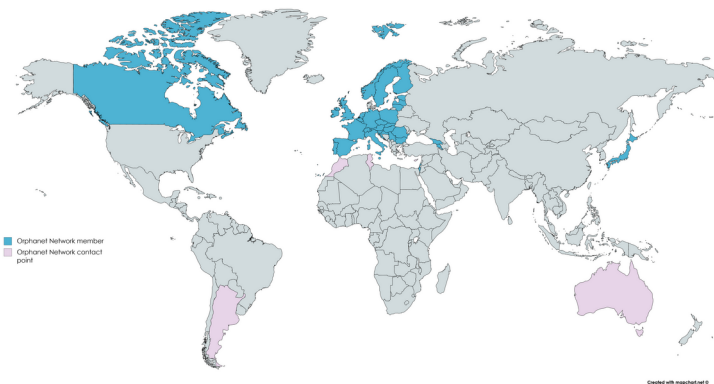 Orphanet Network member
Orphanet Network contact
point
Created with mapchart.net ©